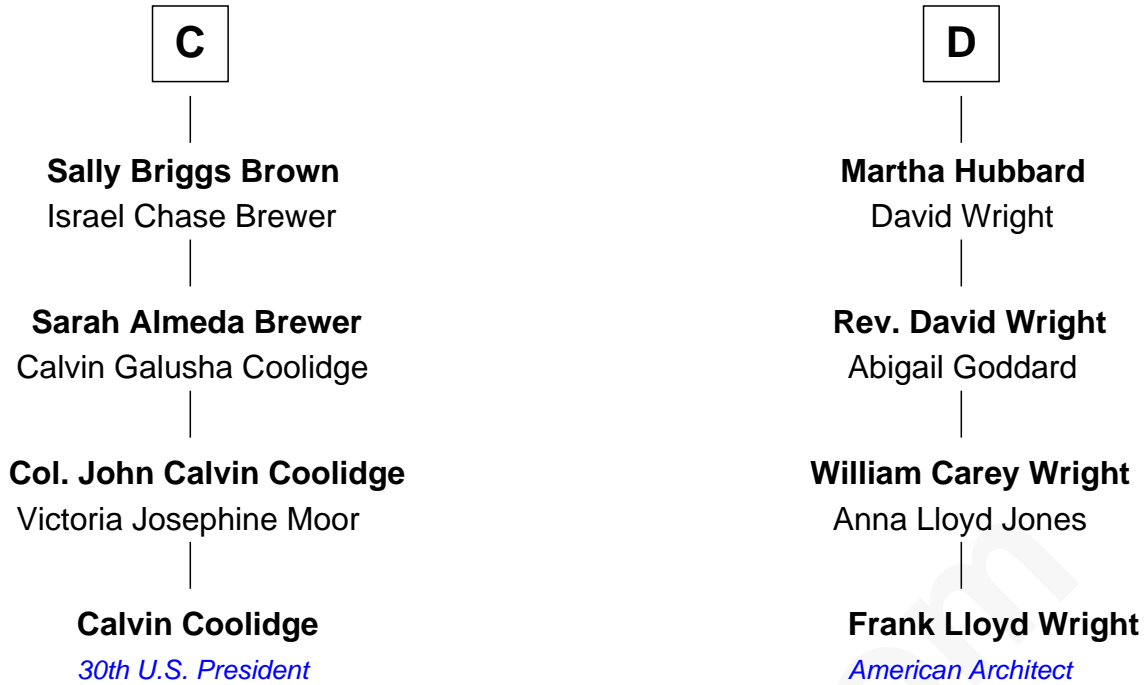 C
Sally Briggs Brown
Israel Chase Brewer
Sarah Almeda Brewer
Calvin Galusha Coolidge
Col. John Calvin Coolidge
Victoria Josephine Moor
Calvin Coolidge
30th U.S. President
D
Martha Hubbard
David Wright
Rev. David Wright
Abigail Goddard
William Carey Wright
Anna Lloyd Jones
Frank Lloyd Wright
American Architect